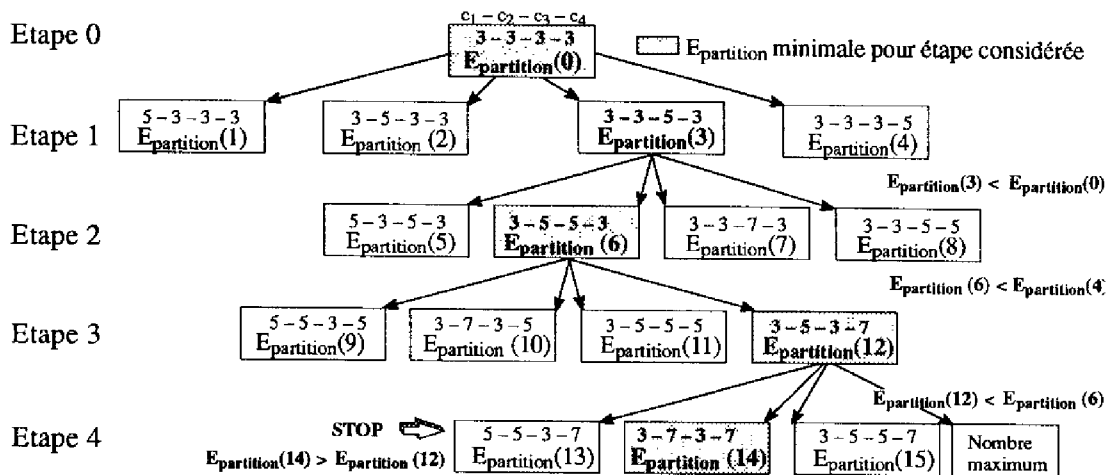 c1 – c2 – c3 – c4
Etape 0
3 – 3 – 3 – 3
Epartition(0)
Epartition minimale pour étape considérée
Etape 1
5 – 3 – 3 – 3
Epartition(1)
3 – 5 – 3 – 3
Epartition(2)
3 – 3 – 5 – 3
Epartition(3)
3 – 3 – 3 – 5
Epartition(4)
Epartition(3) < Epartition(0)
Etape 2
5 – 3 – 5 – 3
Epartition(5)
3 – 5 – 5 – 3
Epartition (6)
3 – 3 – 7 – 3
Epartition(7)
3 – 3 – 5 – 5
Epartition(8)
Epartition (6) < Epartition(4)
Etape 3
5 – 5 – 3 – 5
Epartition(9)
3 – 7 – 3 – 5
Epartition (10)
3 – 5 – 5 – 5
Epartition(11)
3 – 5 – 3 – 7
Epartition(12)
Epartition(12) < Epartition (6)
Etape 4
STOP
Epartition(14) > Epartition (12)
5 – 5 – 3 – 7
Epartition(13)
3 – 7 – 3 – 7
Epartition (14)
3 – 5 – 5 – 7
Epartition(15)
Nombre
maximum